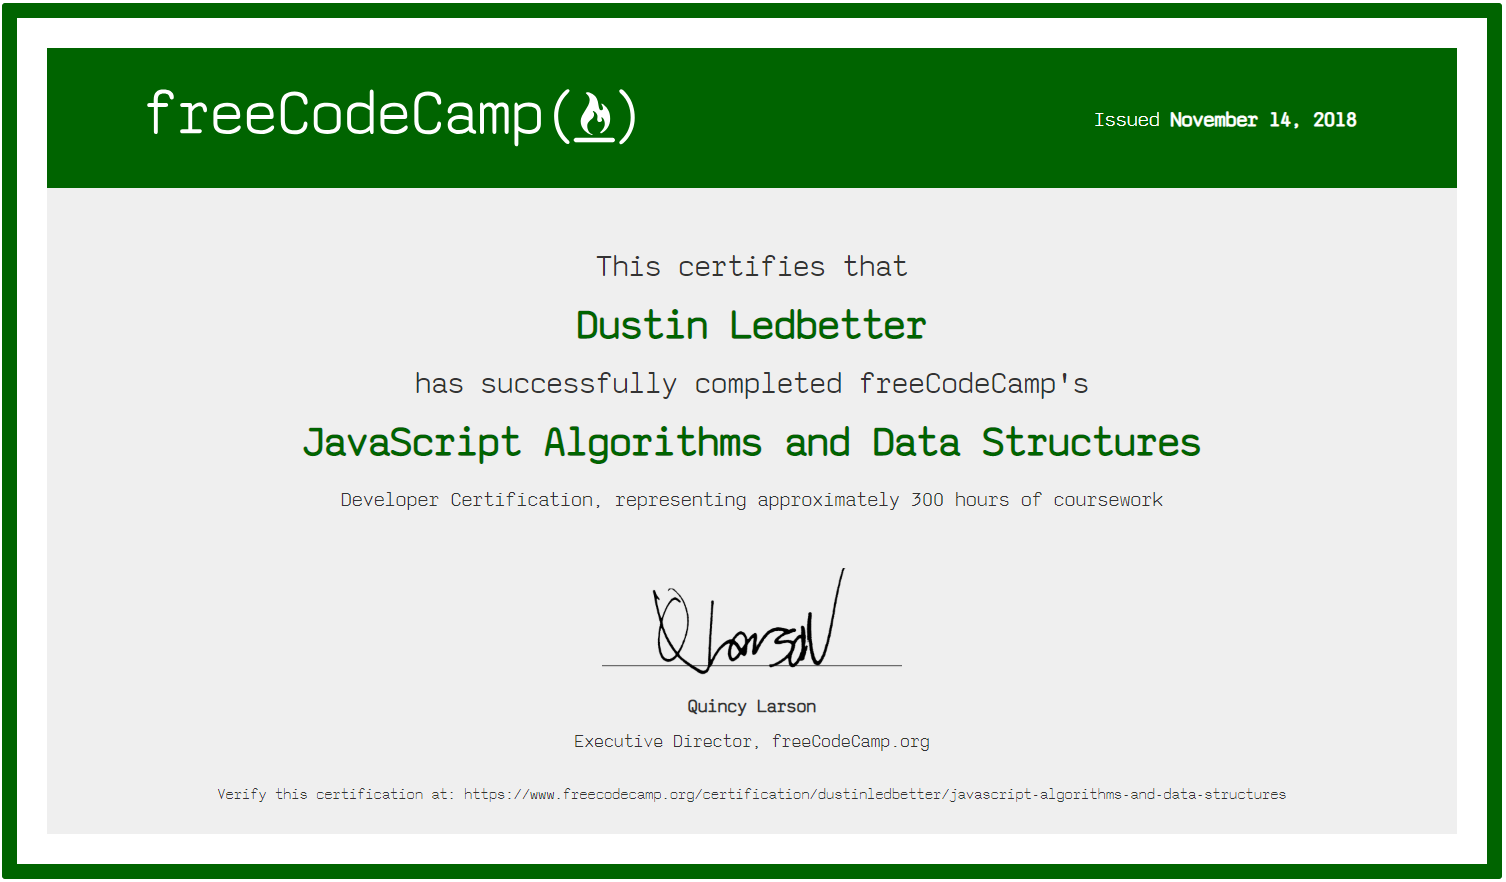 freeCodeCamp(🔥)
Issued November 14, 2018
This certifies that
Dustin Ledbetter
has successfully completed freeCodeCamp's
JavaScript Algorithms and Data Structures
Developer Certification, representing approximately 300 hours of coursework
Q Larson
Quincy Larson
Executive Director, freeCodeCamp.org
Verify this certification at: https://www.freecodecamp.org/certification/dustinledbetter/javascript-algorithms-and-data-structures